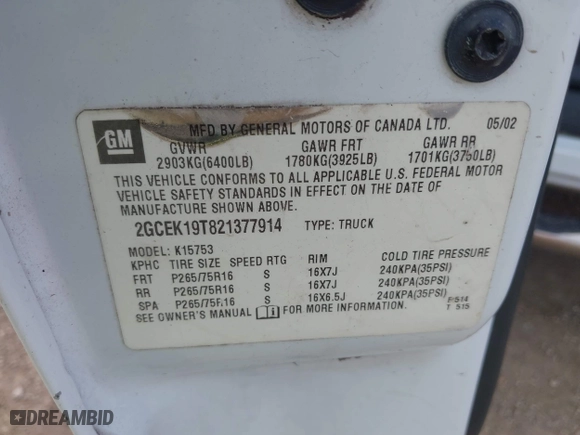 GM
MFD BY GENERAL MOTORS OF CANADA LTD. 05/02
GVWR GAWR FRT GAWR RR
2903KG(6400LB) 1780KG(3925LB) 1701KG(3750LB)
THIS VEHICLE CONFORMS TO ALL APPLICABLE U.S. FEDERAL MOTOR
VEHICLE SAFETY STANDARDS IN EFFECT ON THE DATE OF
MANUFACTURE SHOWN ABOVE.
2GCEK19T821377914 TYPE: TRUCK
MODEL: K15753
KPHC TIRE SIZE SPEED RTG RIM COLD TIRE PRESSURE
FRT P265/75R16 S 16X7J 240KPA(35PSI)
RR P265/75R16 S 16X7J 240KPA(35PSI)
SPA P265/75R16 S 16X6.5J 240KPA(35PSI)
SEE OWNER'S MANUAL FOR MORE INFORMATION. T 515
DREAMBID